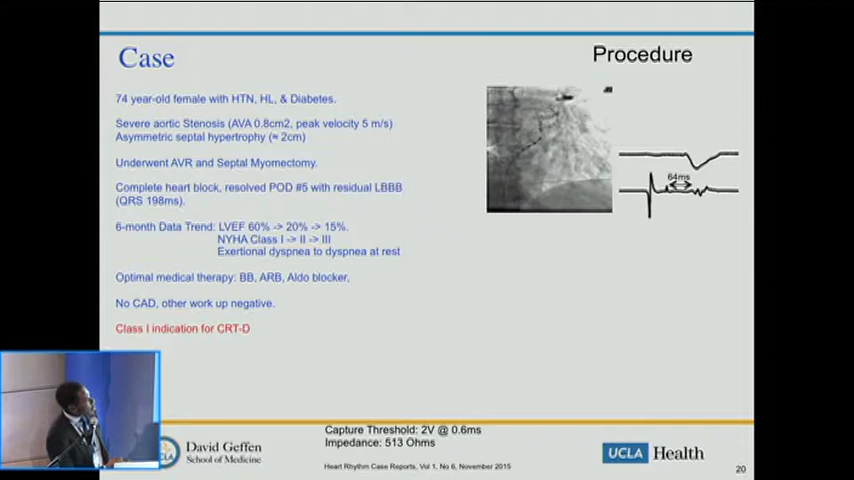 Case
Procedure
74 year-old female with HTN, HL, & Diabetes.
Severe aortic Stenosis (AVA 0.8cm2, peak velocity 5 m/s)
Asymmetric septal hypertrophy (≈ 2cm)
Underwent AVR and Septal Myomectomy.
Complete heart block, resolved POD #5 with residual LBBB
(QRS 198ms).
6-month Data Trend: LVEF 60% -> 20% -> 15%.
NYHA Class I -> II -> III
Exertional dyspnea to dyspnea at rest
Optimal medical therapy: BB, ARB, Aldo blocker,
No CAD, other work up negative.
Class I indication for CRT-D
64ms
Capture Threshold: 2V @ 0.6ms
Impedance: 513 Ohms
Heart Rhythm Case Reports, Vol 1, No 6, November 2015
David Geffen
School of Medicine
UCLA Health
20